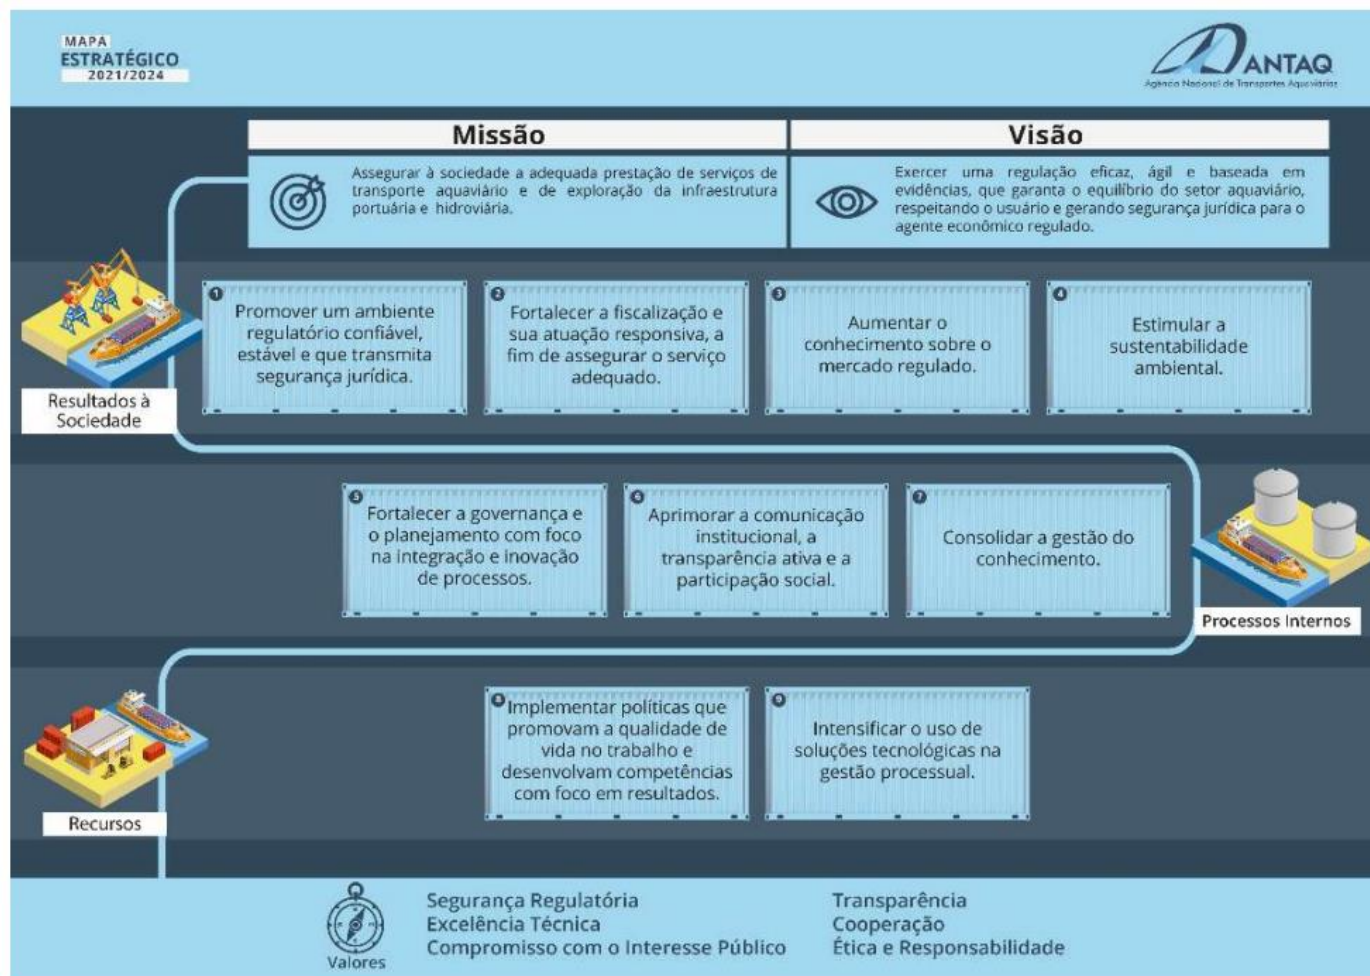 MAPA
ESTRATÉGICO
2021/2024
ANTAQ
Agência Nacional de Transportes Aquaviários
Missão
Visão
Assegurar à sociedade a adequada prestação de serviços de
transporte aquaviário e de exploração da infraestrutura
portuária e hidroviária.
Exercer uma regulação eficaz, ágil e baseada em
evidências, que garanta o equilíbrio do setor aquaviário,
respeitando o usuário e gerando segurança jurídica para o
agente econômico regulado.
Resultados à
Sociedade
1
Promover um ambiente
regulatório confiável,
estável e que transmita
segurança jurídica.
2
Fortalecer a fiscalização e
sua atuação responsiva, a
fim de assegurar o serviço
adequado.
3
Aumentar o
conhecimento sobre o
mercado regulado.
4
Estimular a
sustentabilidade
ambiental.
5
Fortalecer a governança e
o planejamento com foco
na integração e inovação
de processos.
6
Aprimorar a comunicação
institucional, a
transparência ativa e a
participação social.
7
Consolidar a gestão do
conhecimento.
Processos Internos
Recursos
8
Implementar políticas que
promovam a qualidade de
vida no trabalho e
desenvolvam competências
com foco em resultados.
9
Intensificar o uso de
soluções tecnológicas na
gestão processual.
Valores
Segurança Regulatória
Excelência Técnica
Compromisso com o Interesse Público
Transparência
Cooperação
Ética e Responsabilidade